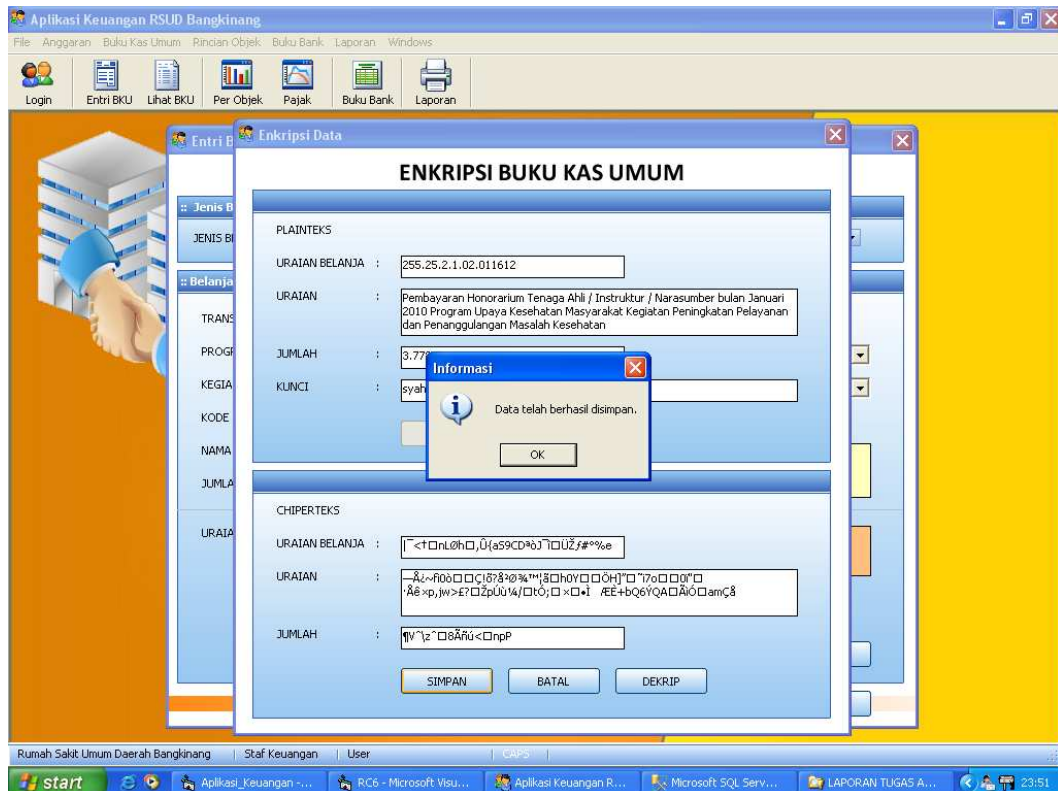 Aplikasi Keuangan RSUD Bangkinang
File Anggaran Buku Kas Umum Rincian Objek Buku Bank Laporan Windows
Login Entri BKU Lihat BKU Per Objek Pajak Buku Bank Laporan
Entri B
Enkripsi Data
ENKRIPSI BUKU KAS UMUM
:: Jenis B
JENIS BI
PLAINTEKS
URAIAN BELANJA : 255.25.2.1.02.011612
:: Belanja
URAIAN : Pembayaran Honorarium Tenaga Ahli / Instruktur / Narasumber bulan Januari
2010 Program Upaya Kesehatan Masyarakat Kegiatan Peningkatan Pelayanan
dan Penanggulangan Masalah Kesehatan
TRANS
PROGR
JUMLAH : 3.77
Informasi
KEGIA
KUNCI : syah
Data telah berhasil disimpan.
KODE
OK
NAMA
JUMLA
CHIPERTEKS
URAIA
URAIAN BELANJA :
URAIAN :
JUMLAH :
SIMPAN BATAL DEKRIP
Rumah Sakit Umum Daerah Bangkinang | Staf Keuangan | User | CAPS |
start Aplikasi_Keuangan -... RC6 - Microsoft Visu... Aplikasi Keuangan R... Microsoft SQL Serv... LAPORAN TUGAS A... 23:51